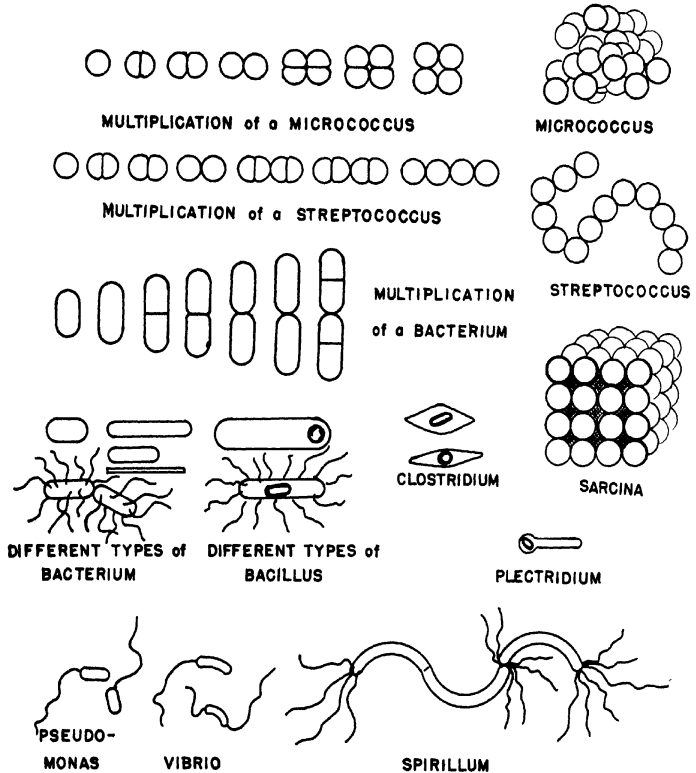 MULTIPLICATION of a MICROCOCCUS
MICROCOCCUS
MULTIPLICATION of a STREPTOCOCCUS
STREPTOCOCCUS
MULTIPLICATION
of a BACTERIUM
SARCINA
CLOSTRIDIUM
DIFFERENT TYPES of
BACTERIUM
DIFFERENT TYPES of
BACILLUS
PLECTRIDIUM
PSEUDO-
MONAS
VIBRIO
SPIRILLUM